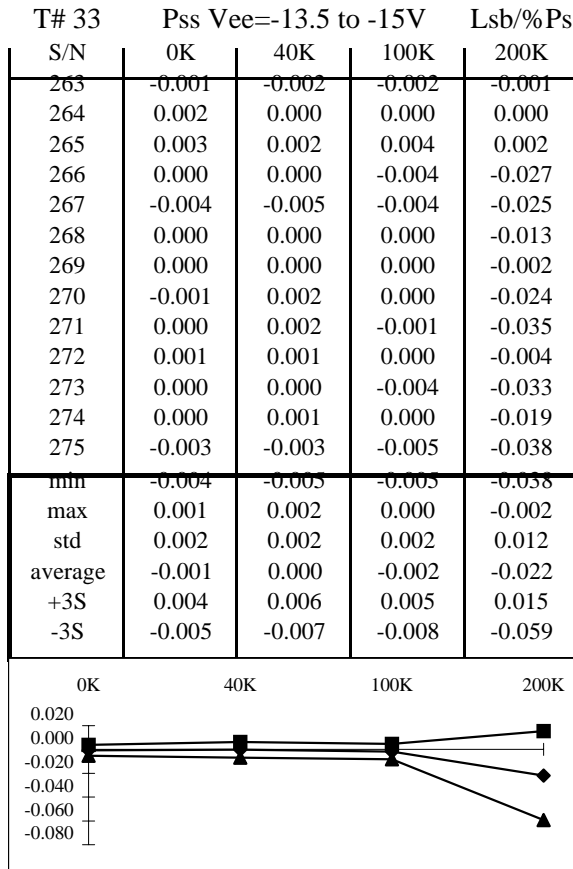 T# 33 Pss Vee=-13.5 to -15V Lsb/%Ps
S/N 0K 40K 100K 200K
263 -0.001 -0.002 -0.002 -0.001
264 0.002 0.000 0.000 0.000
265 0.003 0.002 0.004 0.002
266 0.000 0.000 -0.004 -0.027
267 -0.004 -0.005 -0.004 -0.025
268 0.000 0.000 0.000 -0.013
269 0.000 0.000 0.000 -0.002
270 -0.001 0.002 0.000 -0.024
271 0.000 0.002 -0.001 -0.035
272 0.001 0.001 0.000 -0.004
273 0.000 0.000 -0.004 -0.033
274 0.000 0.001 0.000 -0.019
275 -0.003 -0.003 -0.005 -0.038
min -0.004 -0.005 -0.005 -0.038
max 0.001 0.002 0.000 -0.002
std 0.002 0.002 0.002 0.012
average -0.001 0.000 -0.002 -0.022
+3S 0.004 0.006 0.005 0.015
-3S -0.005 -0.007 -0.008 -0.059
0K 40K 100K 200K
0.020
0.000
-0.020
-0.040
-0.060
-0.080